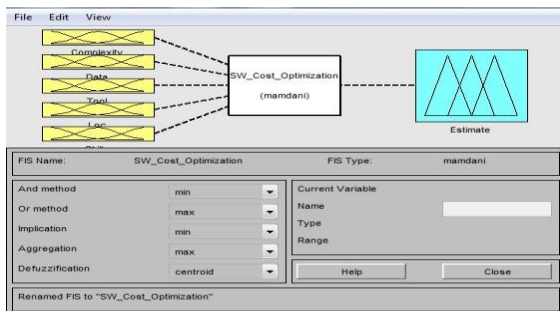 File Edit View
Complexity
Data
Tool
Loc
Skill
SW_Cost_Optimization
(mamdani)
Estimate
FIS Name: SW_Cost_Optimization FIS Type: mamdani
And method min
Or method max
Implication min
Aggregation max
Defuzzification centroid
Current Variable
Name
Type
Range
Help Close
Renamed FIS to "SW_Cost_Optimization"